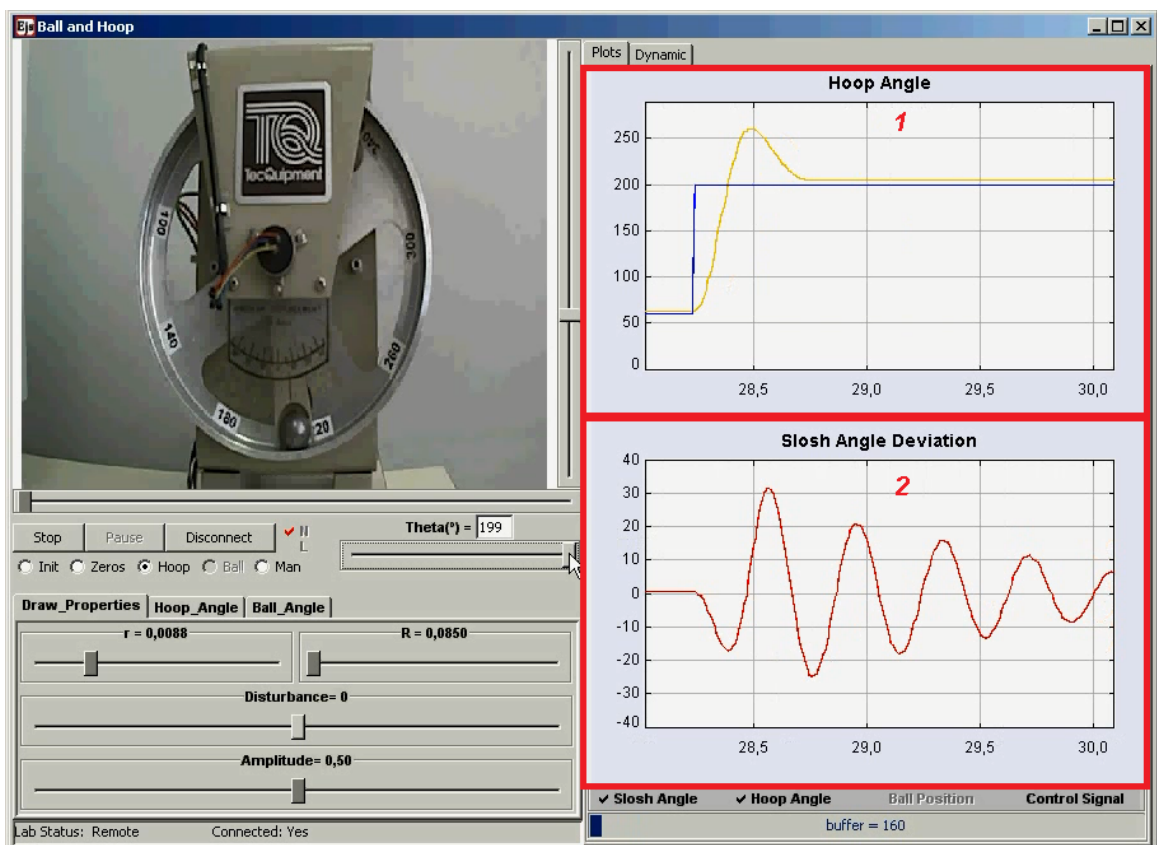 Ball and Hoop
TQ
TecQuipment
240
100
300
140
260
180
20
Stop Pause Disconnect N L
Theta(°) = 199
Init Zeros Hoop Ball Man
Draw_Properties Hoop_Angle Ball_Angle
r = 0,0088 R = 0,0850
Disturbance= 0
Amplitude= 0,50
Lab Status: Remote Connected: Yes
Plots Dynamic
Hoop Angle
1
250
200
150
100
50
0
28,5 29,0 29,5 30,0
Slosh Angle Deviation
2
40
30
20
10
0
-10
-20
-30
-40
28,5 29,0 29,5 30,0
Slosh Angle Hoop Angle Ball Position Control Signal
buffer = 160